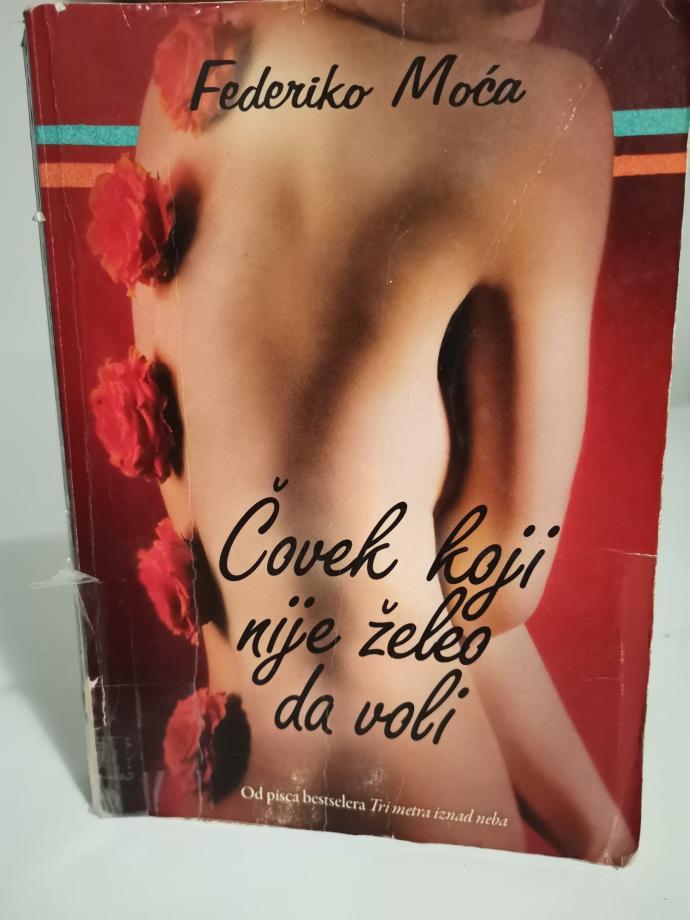 Federiko Moća
Čovek koji
nije želeo
da voli
Od pisca bestselera Tri metra iznad neba